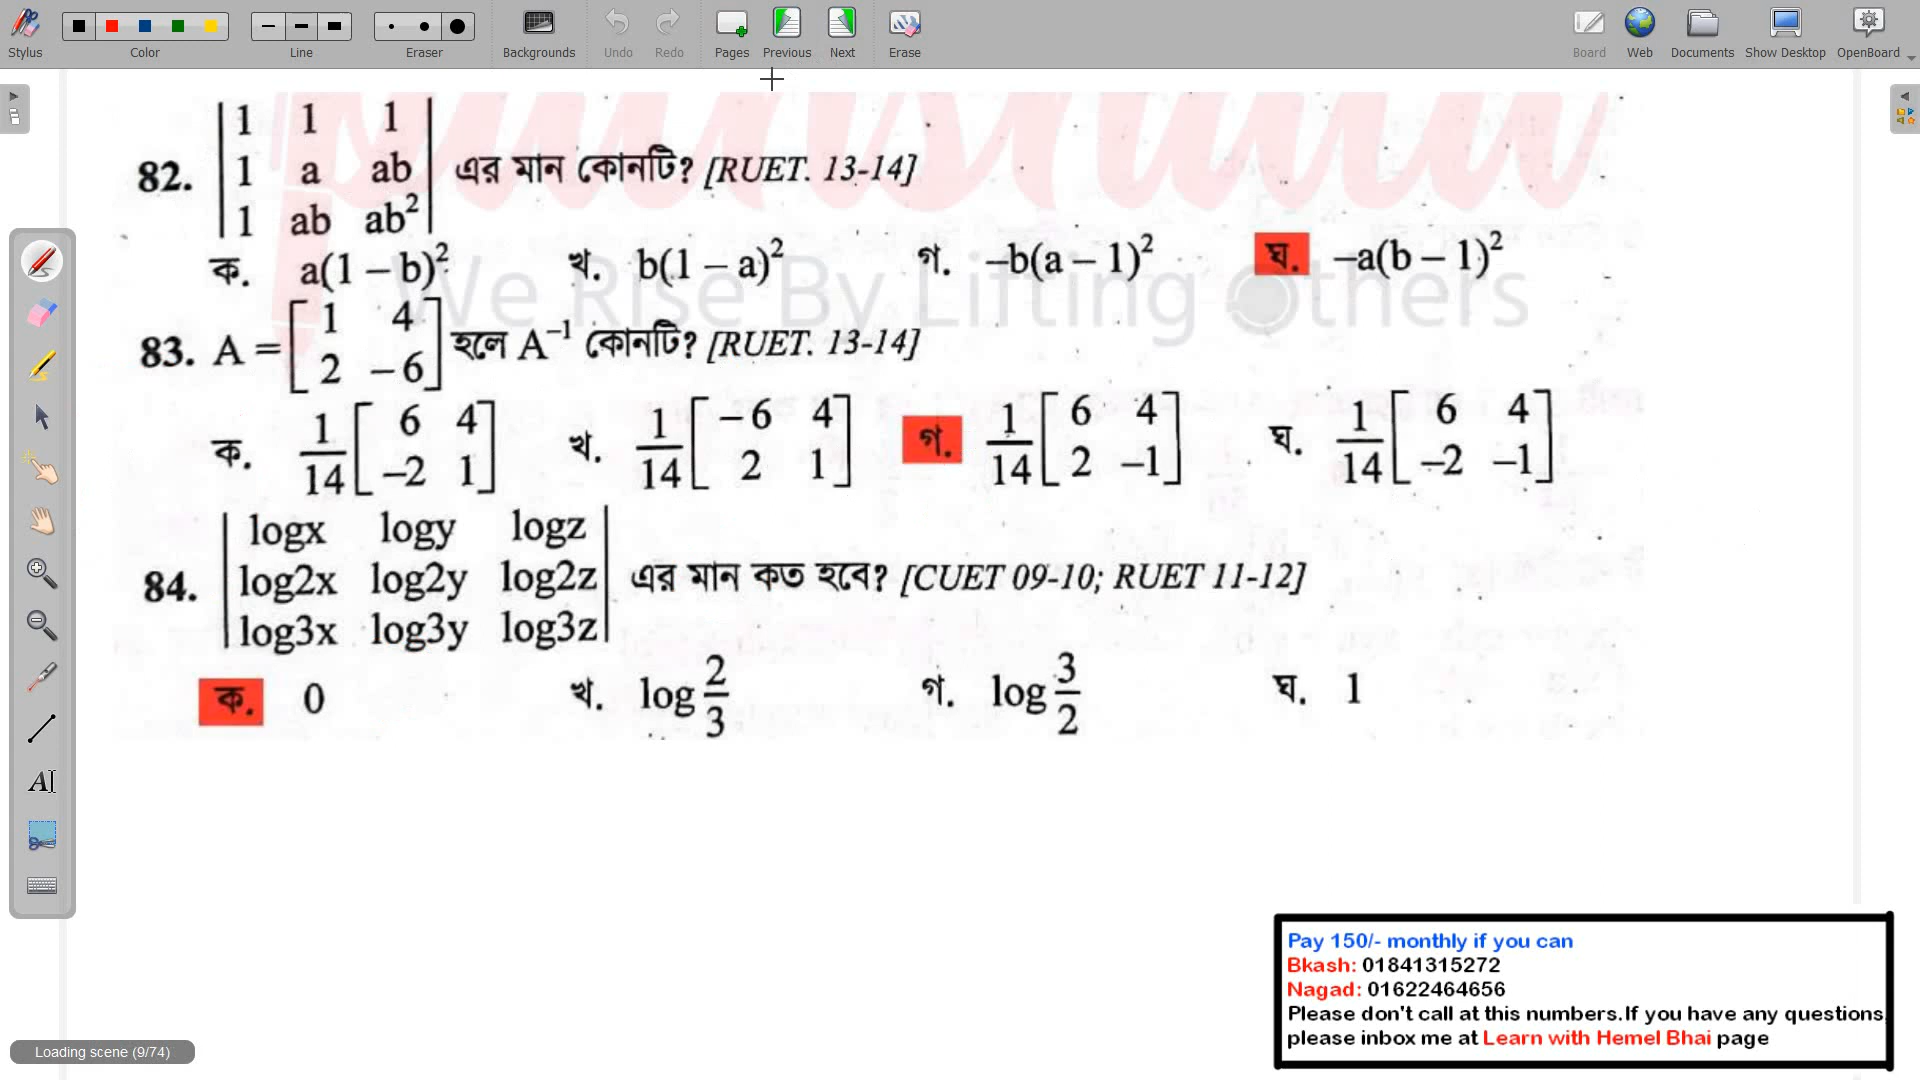 Stylus Color Line Eraser Backgrounds Undo Redo Pages Previous Next Erase Board Web Documents Show Desktop OpenBoard
We Rise By Lifting Others
82. |1 1 1|
|1 a ab| এর মান কোনটি? [RUET. 13-14]
|1 ab ab²|
ক. a(1 – b)² খ. b(1 – a)² গ. –b(a – 1)² ঘ. –a(b – 1)²
83. A = [1 4; 2 –6] হলে A⁻¹ কোনটি? [RUET. 13-14]
ক. 1/14 [6 4; –2 1] খ. 1/14 [–6 4; 2 1] গ. 1/14 [6 4; 2 –1] ঘ. 1/14 [6 4; –2 –1]
84. |logx logy logz|
|log2x log2y log2z| এর মান কত হবে? [CUET 09-10; RUET 11-12]
|log3x log3y log3z|
ক. 0 খ. log 2/3 গ. log 3/2 ঘ. 1
Pay 150/- monthly if you can
Bkash: 01841315272
Nagad: 01622464656
Please don't call at this numbers.If you have any questions,
please inbox me at Learn with Hemel Bhai page
Loading scene (9/74)